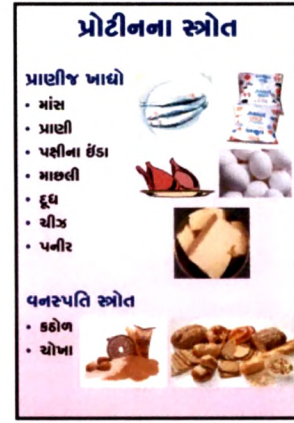 પ્રોટીનના સ્ત્રોત
પ્રાણીજ ખાદ્યો
• માંસ
• પ્રાણી
• પક્ષીના ઈંડા
• માછલી
• દૂધ
• ચીઝ
• પનીર
વનસ્પતિ સ્ત્રોત
• કઠોળ
• ચોખા